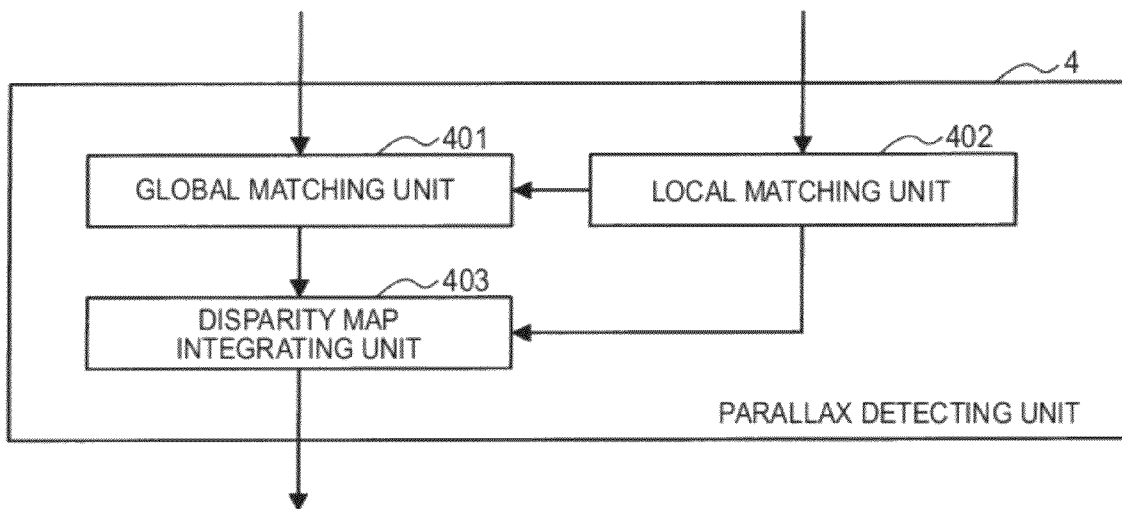 4
401
402
GLOBAL MATCHING UNIT
LOCAL MATCHING UNIT
403
DISPARITY MAP
INTEGRATING UNIT
PARALLAX DETECTING UNIT